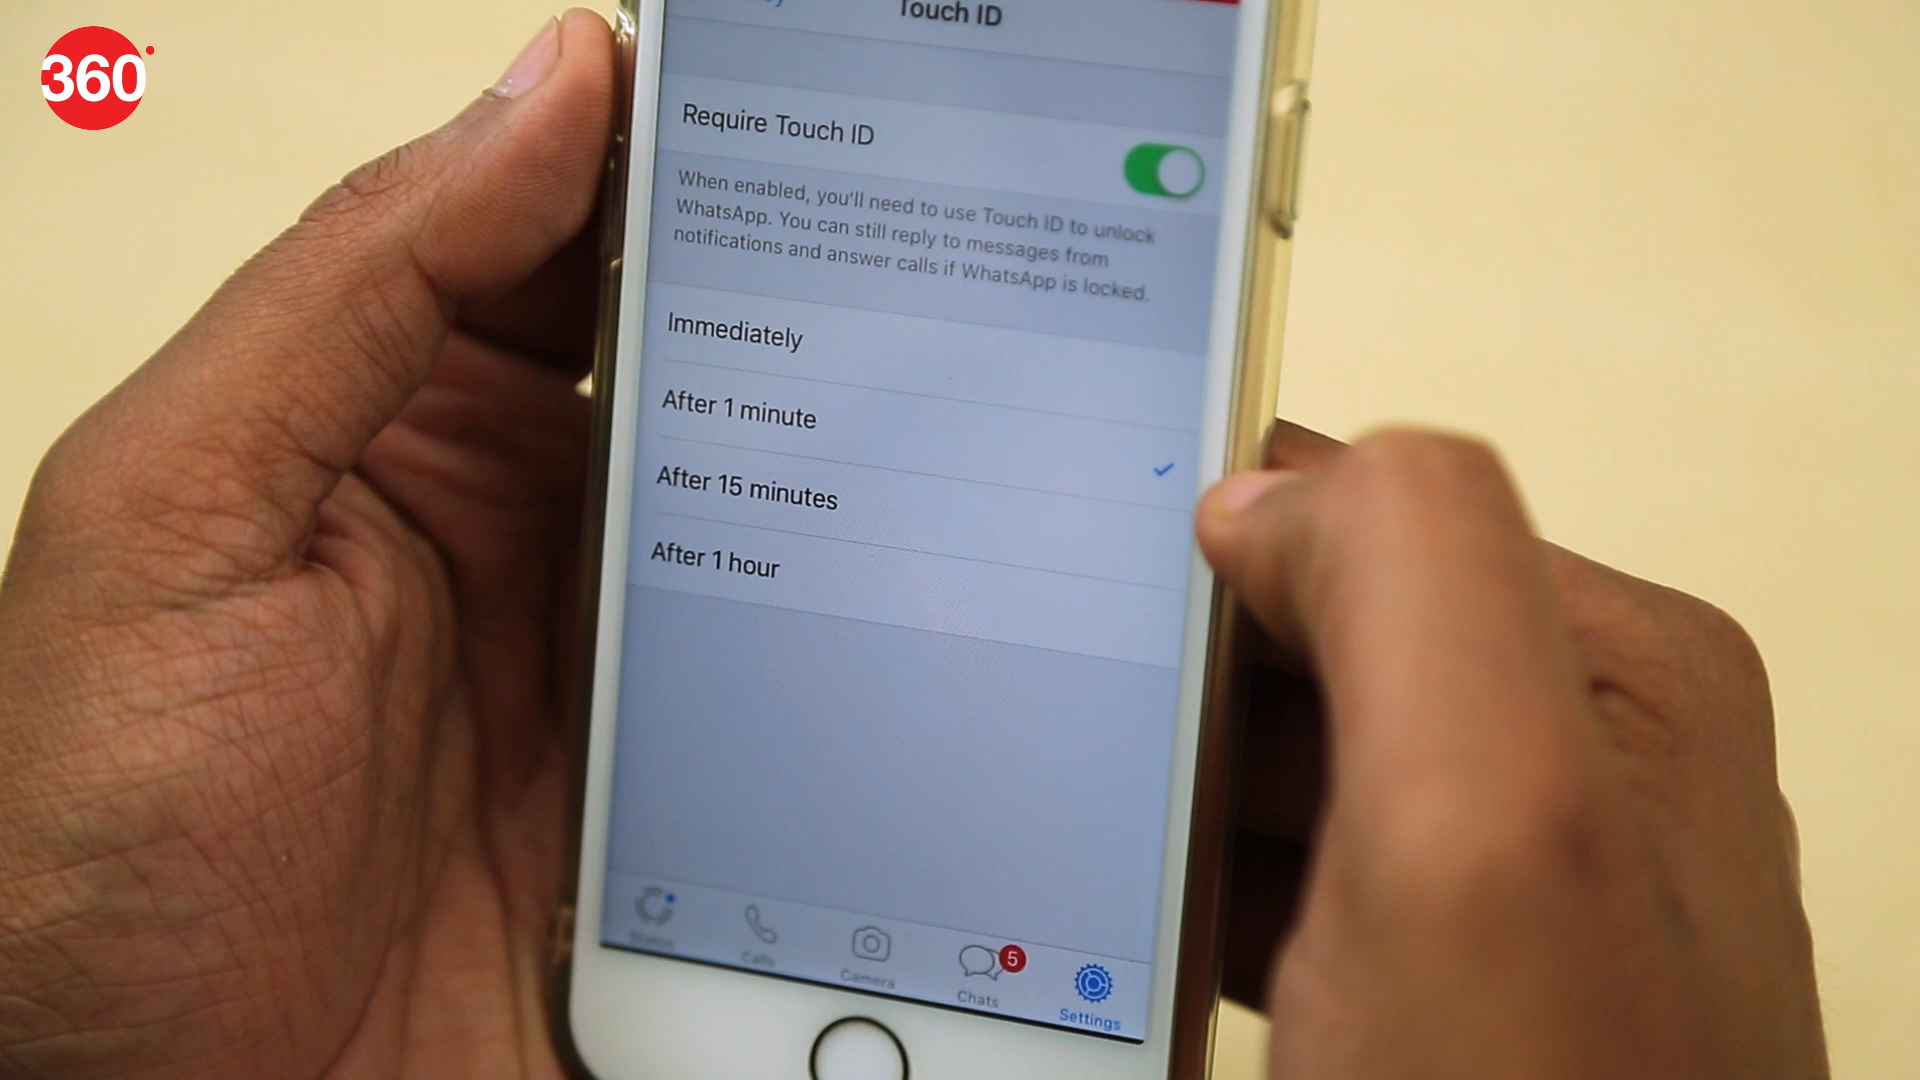 360
Touch ID
Require Touch ID
When enabled, you'll need to use Touch ID to unlock
WhatsApp. You can still reply to messages from
notifications and answer calls if WhatsApp is locked.
Immediately
After 1 minute
After 15 minutes
After 1 hour
5
Status
Calls
Camera
Chats
Settings